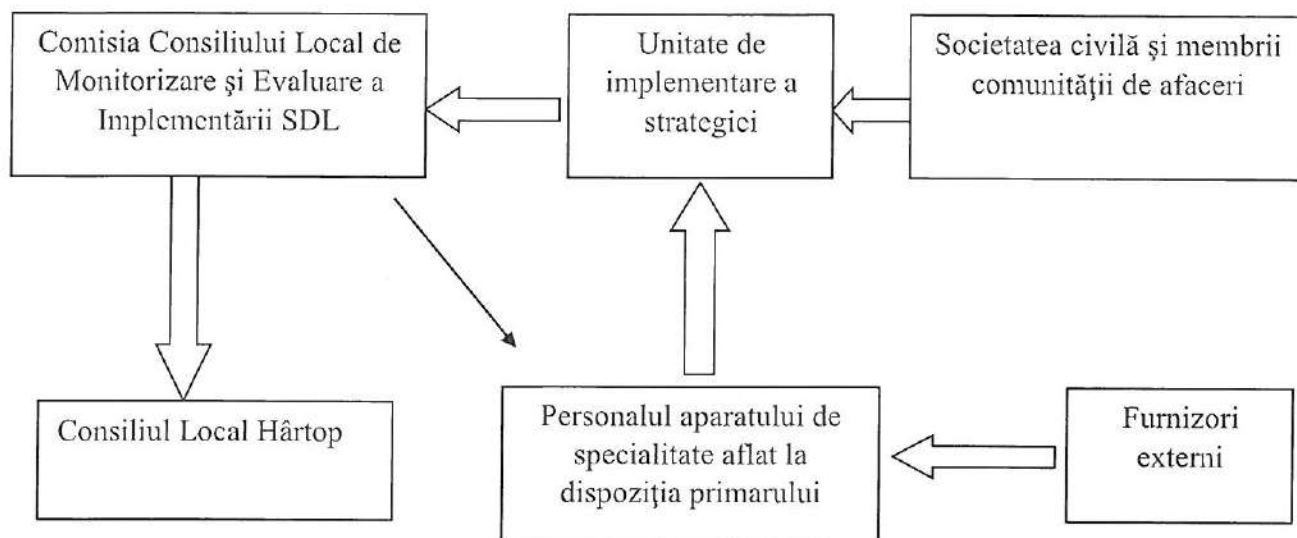 Comisia Consiliului Local de
Monitorizare şi Evaluare a
Implementării SDL
Unitate de
implementare a
strategiei
Societatea civilă şi membrii
comunităţii de afaceri
Consiliul Local Hârtop
Personalul aparatului de
specialitate aflat la
dispoziţia primarului
Furnizori
externi